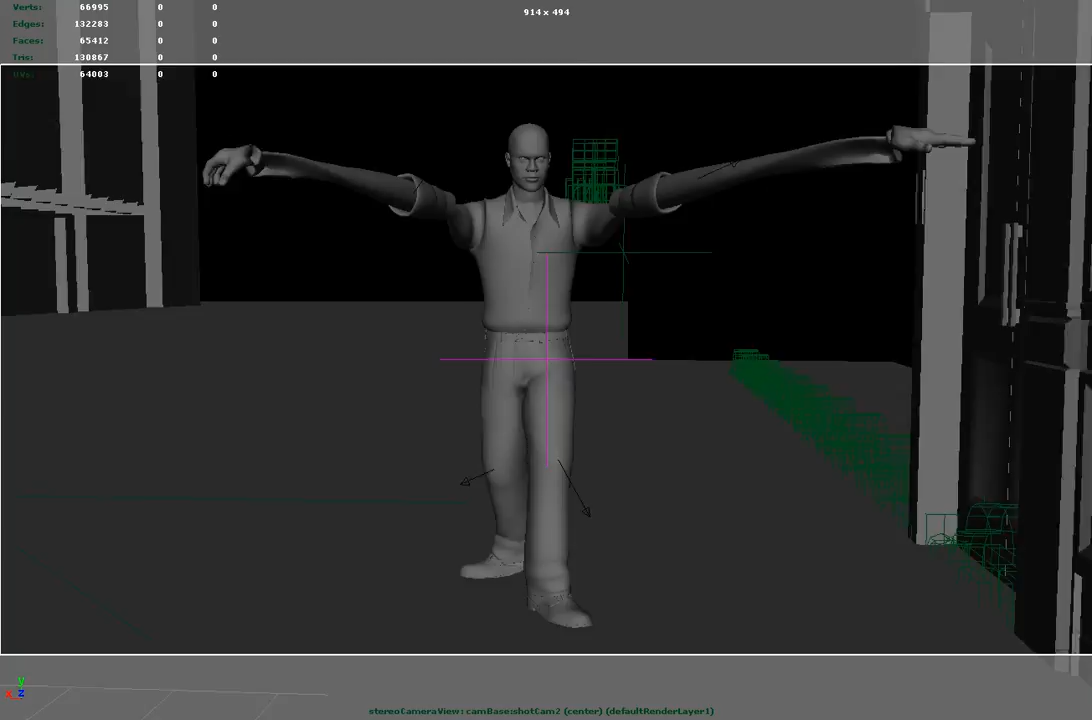 Verts: 66995 0 0
914 x 494
Edges: 132283 0 0
Faces: 65412 0 0
Tris: 130867 0 0
UVs: 64003 0 0
y
x z
stereoCameraView: camBase:shotCam2 (center) (defaultRenderLayer1)